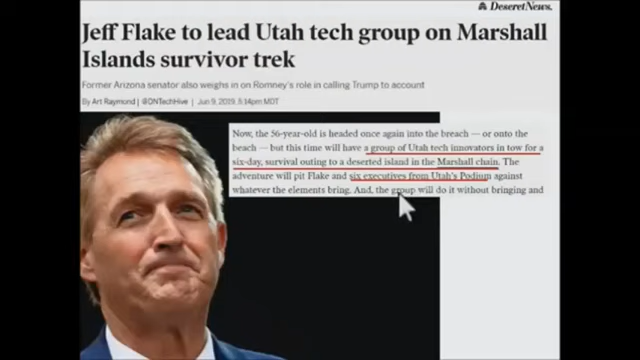 Deseret News.
Jeff Flake to lead Utah tech group on Marshall
Islands survivor trek
Former Arizona senator also weighs in on Romney's role in calling Trump to account
By Art Raymond | @DNTechHive | Jun 9, 2019, 5:14pm MDT
Now, the 56-year-old is headed once again into the breach — or onto the
beach — but this time will have a group of Utah tech innovators in tow for a
six-day, survival outing to a deserted island in the Marshall chain. The
adventure will pit Flake and six executives from Utah's Podium against
whatever the elements bring. And, the group will do it without bringing and